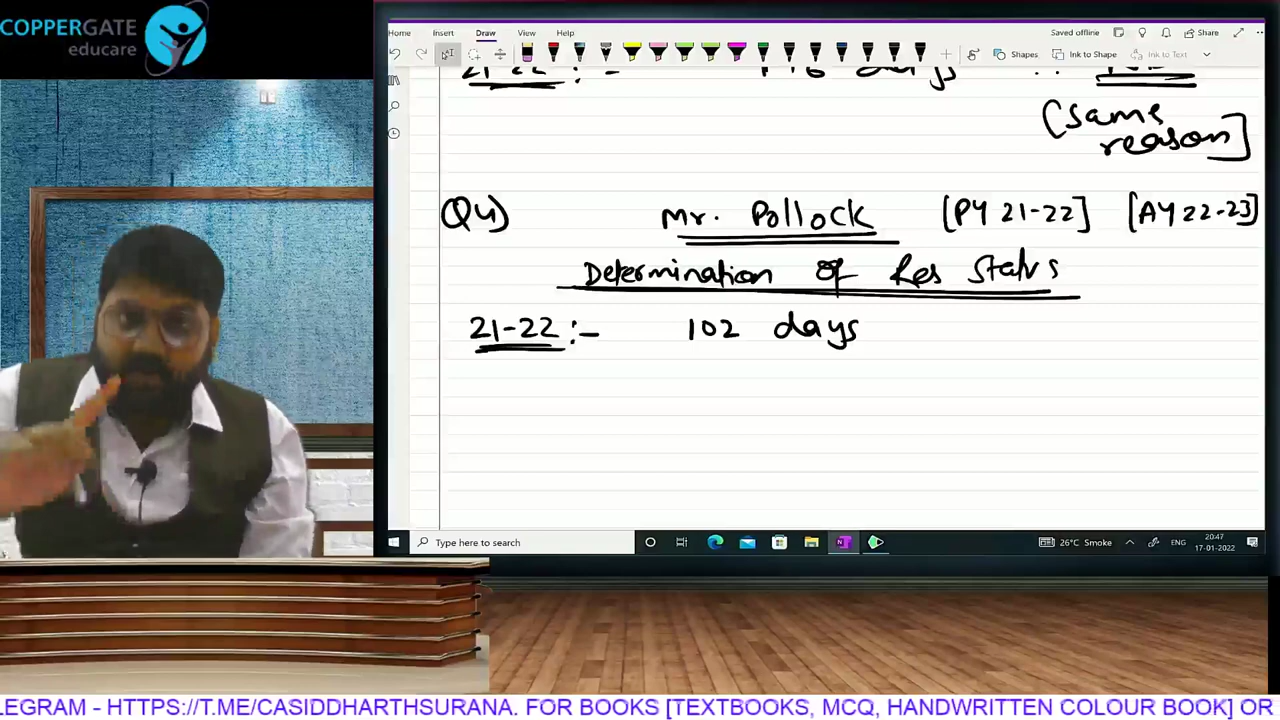 COPPERGATE
educare
Home Insert Draw View Help
Saved offline
Share
Shapes
Ink to Shape
Ink to Text
21-22 :- days
[same
reason]
Q4) Mr. Pollock [PY 21-22] [AY 22-23]
Determination of Res Status
21-22 :- 102 days
Type here to search
26°C Smoke
ENG
20:47
17-01-2022
LEGRAM - HTTPS://T.ME/CASIDDHARTHSURANA. FOR BOOKS [TEXTBOOKS, MCQ, HANDWRITTEN COLOUR BOOK] OR